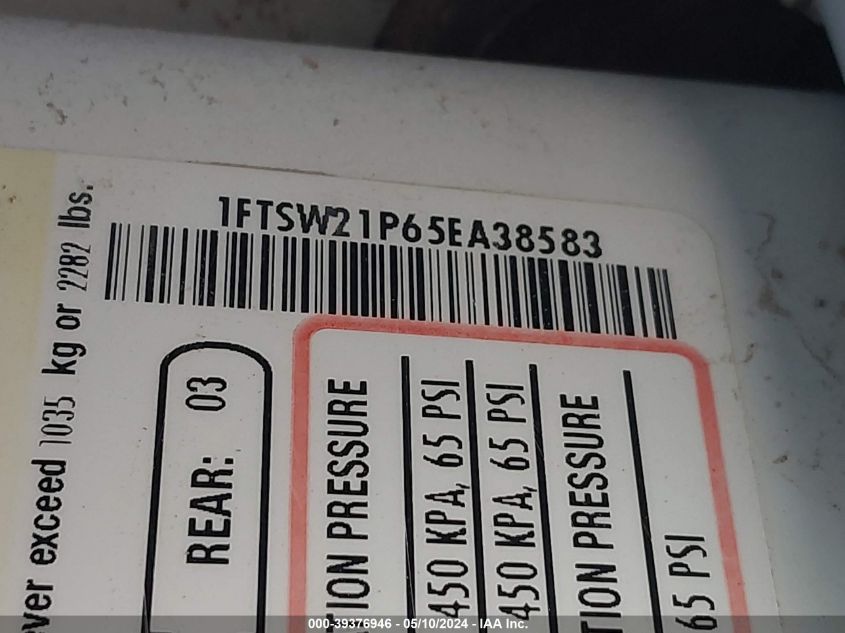 1FTSW21P65EA38583
ever exceed 1035 kg or 2282 lbs.
REAR: 03
TION PRESSURE
450 KPA, 65 PSI
450 KPA, 65 PSI
TION PRESSURE
65 PSI
000-39376946 - 05/10/2024 - IAA Inc.